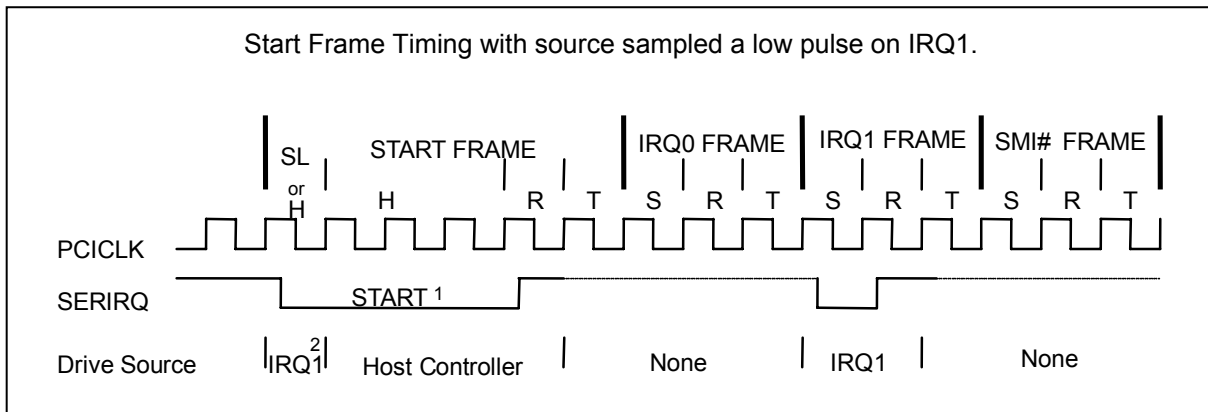 Start Frame Timing with source sampled a low pulse on IRQ1.
SL
or
H
START FRAME
IRQ0 FRAME
IRQ1 FRAME
SMI# FRAME
H
R
T
S
R
T
S
R
T
S
R
T
PCICLK
SERIRQ
START 1
Drive Source
IRQ1 2
Host Controller
None
IRQ1
None